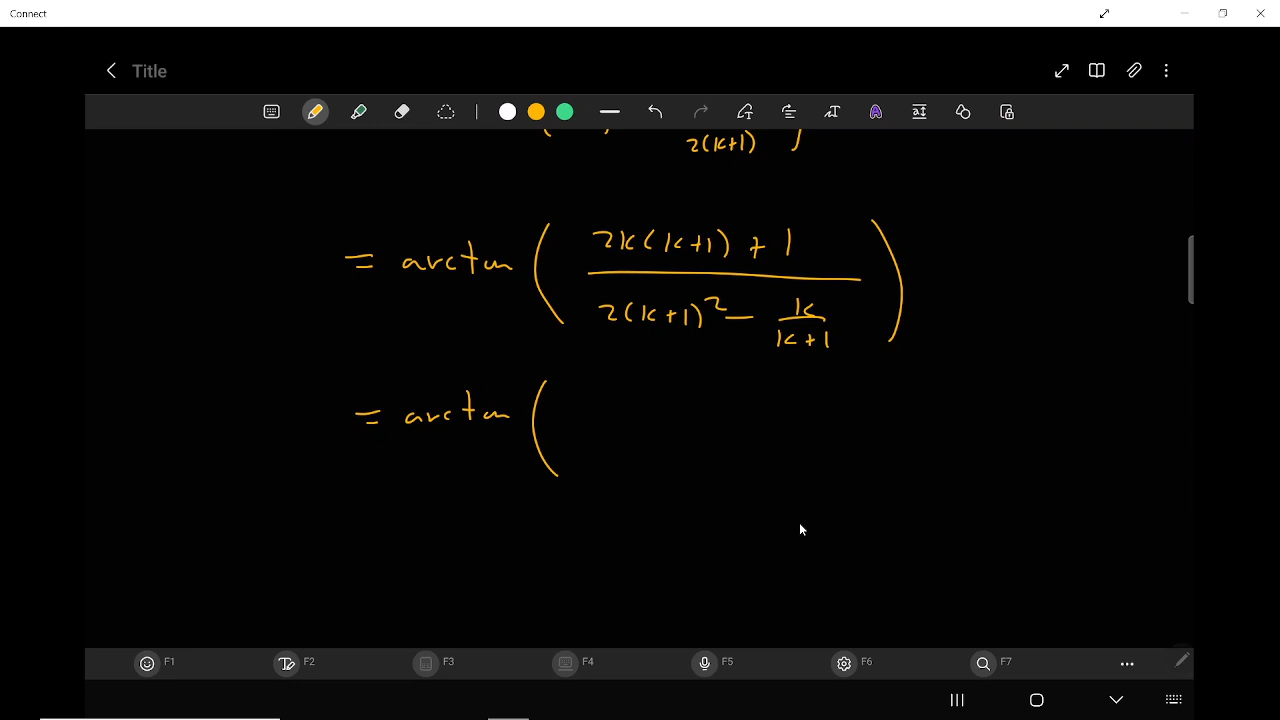 Connect
Title
2(k+1)
= arctan ( 2k(k+1) + 1
2(k+1)² - k
k+1 )
= arctan (
F1 F2 F3 F4 F5 F6 F7